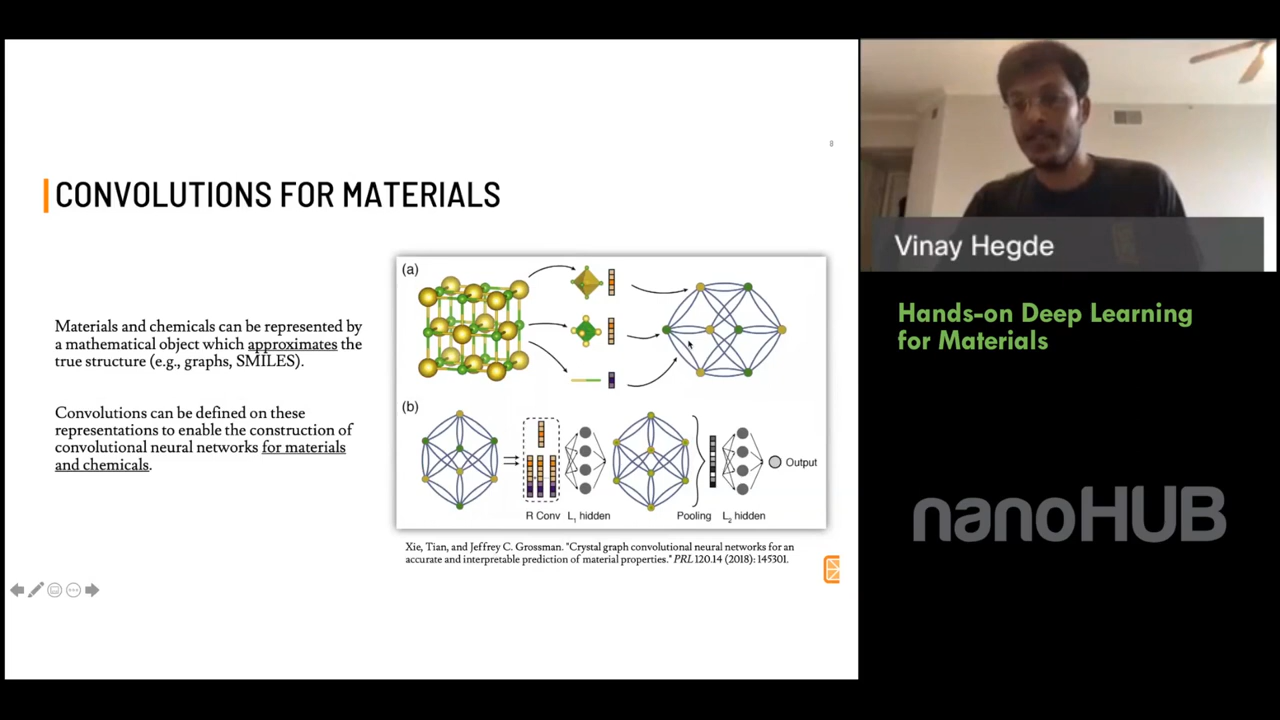 8
CONVOLUTIONS FOR MATERIALS
Materials and chemicals can be represented by
a mathematical object which approximates the
true structure (e.g., graphs, SMILES).
Convolutions can be defined on these
representations to enable the construction of
convolutional neural networks for materials
and chemicals.
(a)
(b)
R Conv L₁ hidden Pooling L₂ hidden
Output
Xie, Tian, and Jeffrey C. Grossman. "Crystal graph convolutional neural networks for an
accurate and interpretable prediction of material properties." PRL 120.14 (2018): 145301.
Vinay Hegde
Hands-on Deep Learning
for Materials
nanoHUB